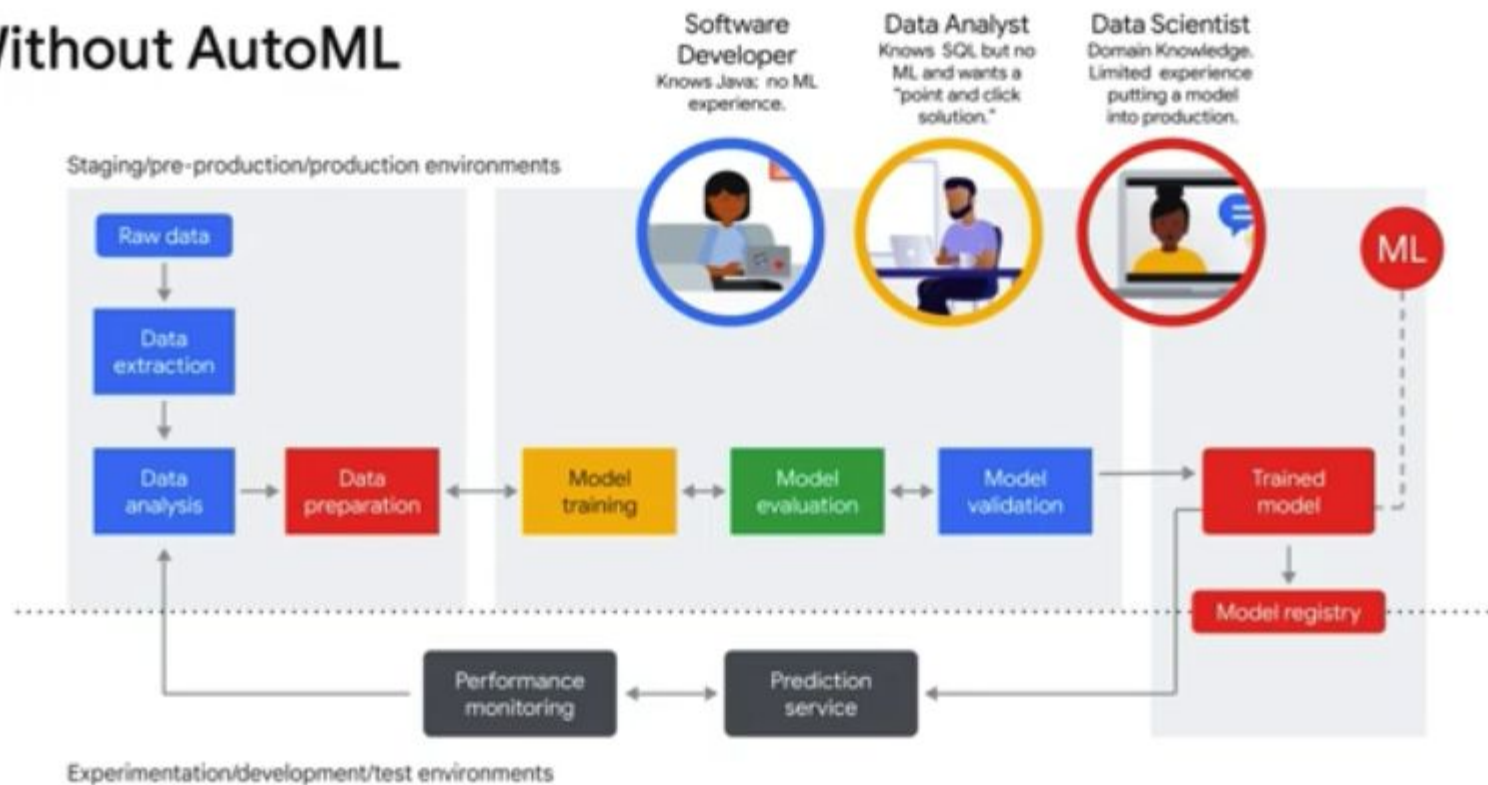 Without AutoML
Software
Developer
Knows Java; no ML
experience.
Data Analyst
Knows SQL but no
ML and wants a
"point and click
solution."
Data Scientist
Domain Knowledge.
Limited experience
putting a model
into production.
Staging/pre-production/production environments
Raw data
Data
extraction
Data
analysis
Data
preparation
Model
training
Model
evaluation
Model
validation
ML
Trained
model
Model registry
Performance
monitoring
Prediction
service
Experimentation/development/test environments